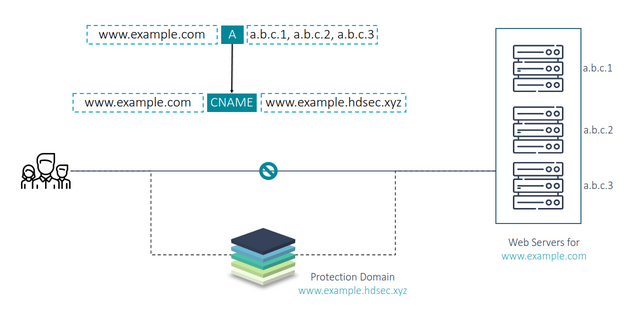 www.example.com A a.b.c.1, a.b.c.2, a.b.c.3
www.example.com CNAME www.example.hdsec.xyz
a.b.c.1
a.b.c.2
a.b.c.3
Web Servers for
www.example.com
Protection Domain
www.example.hdsec.xyz